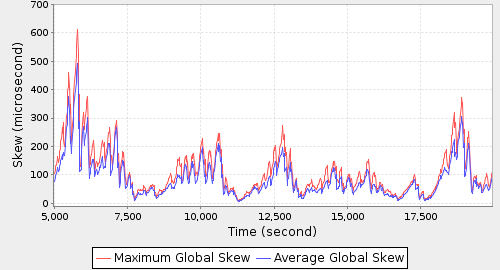 700
600
500
400
300
200
100
0
Skew (microsecond)
5,000 7,500 10,000 12,500 15,000 17,500
Time (second)
Maximum Global Skew Average Global Skew